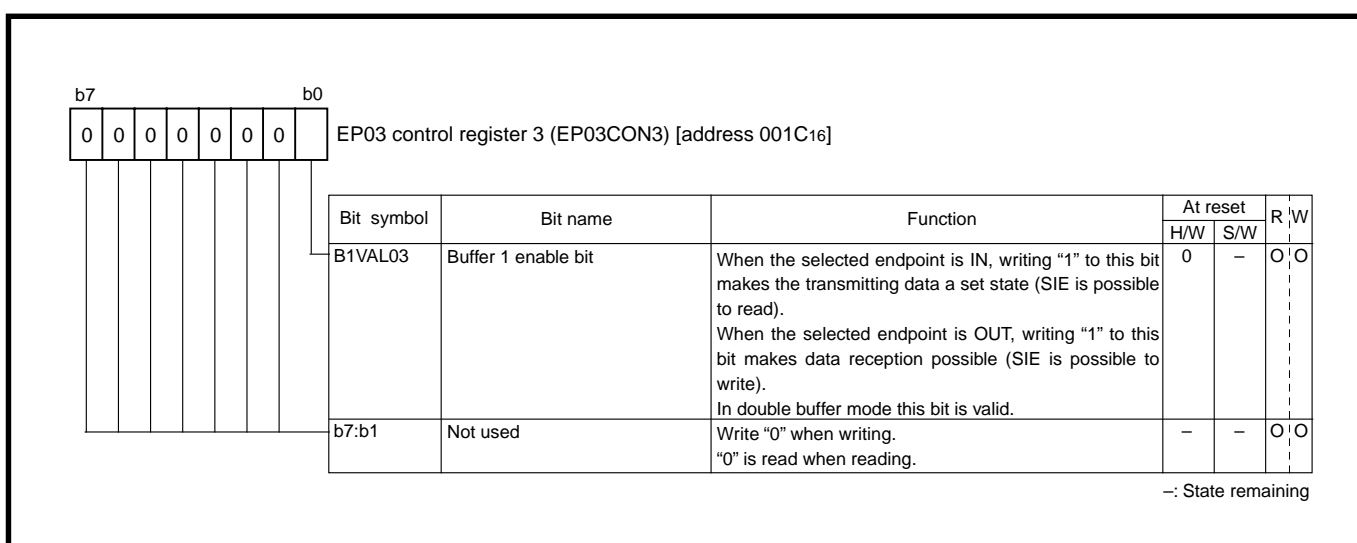 b7 b0
0 0 0 0 0 0 0 EP03 control register 3 (EP03CON3) [address 001C16]
Bit symbol Bit name Function At reset R W
H/W S/W
B1VAL03 Buffer 1 enable bit When the selected endpoint is IN, writing “1” to this bit 0 – O O
makes the transmitting data a set state (SIE is possible
to read).
When the selected endpoint is OUT, writing “1” to this
bit makes data reception possible (SIE is possible to
write).
In double buffer mode this bit is valid.
b7:b1 Not used Write “0” when writing. – – O O
“0” is read when reading.
–: State remaining